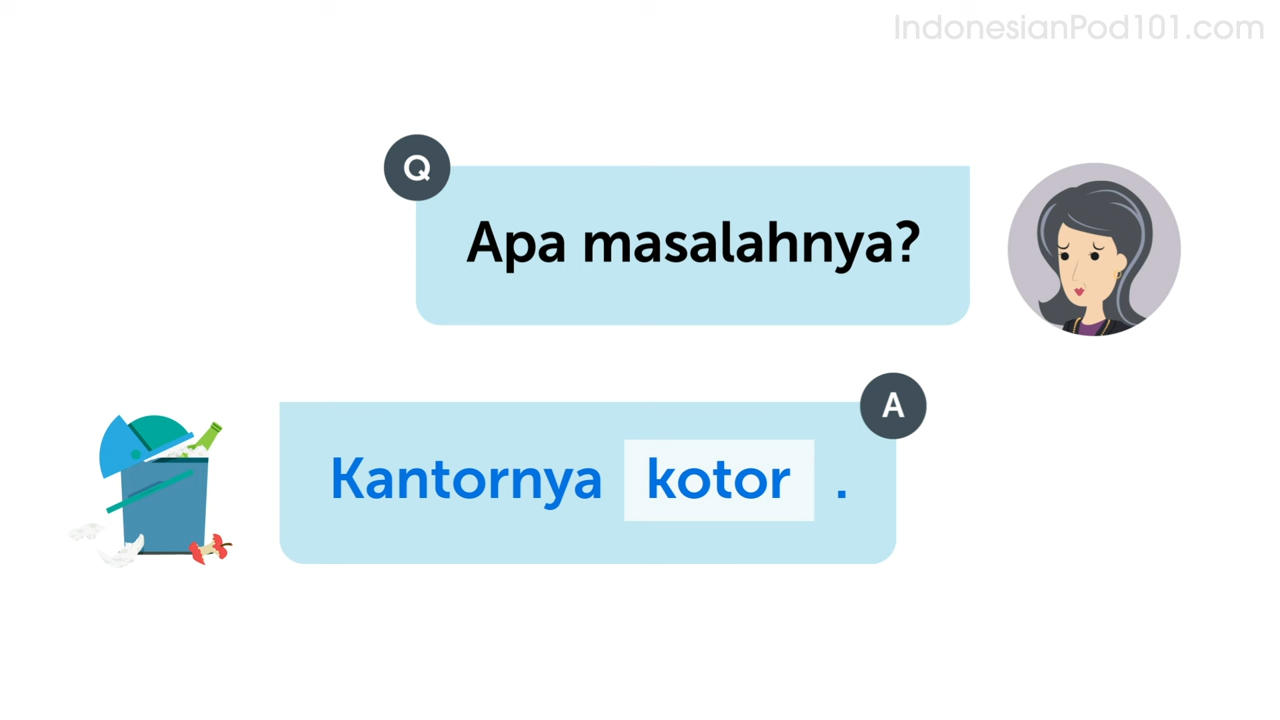 IndonesianPod101.com
Q
Apa masalahnya?
A
Kantornya kotor .